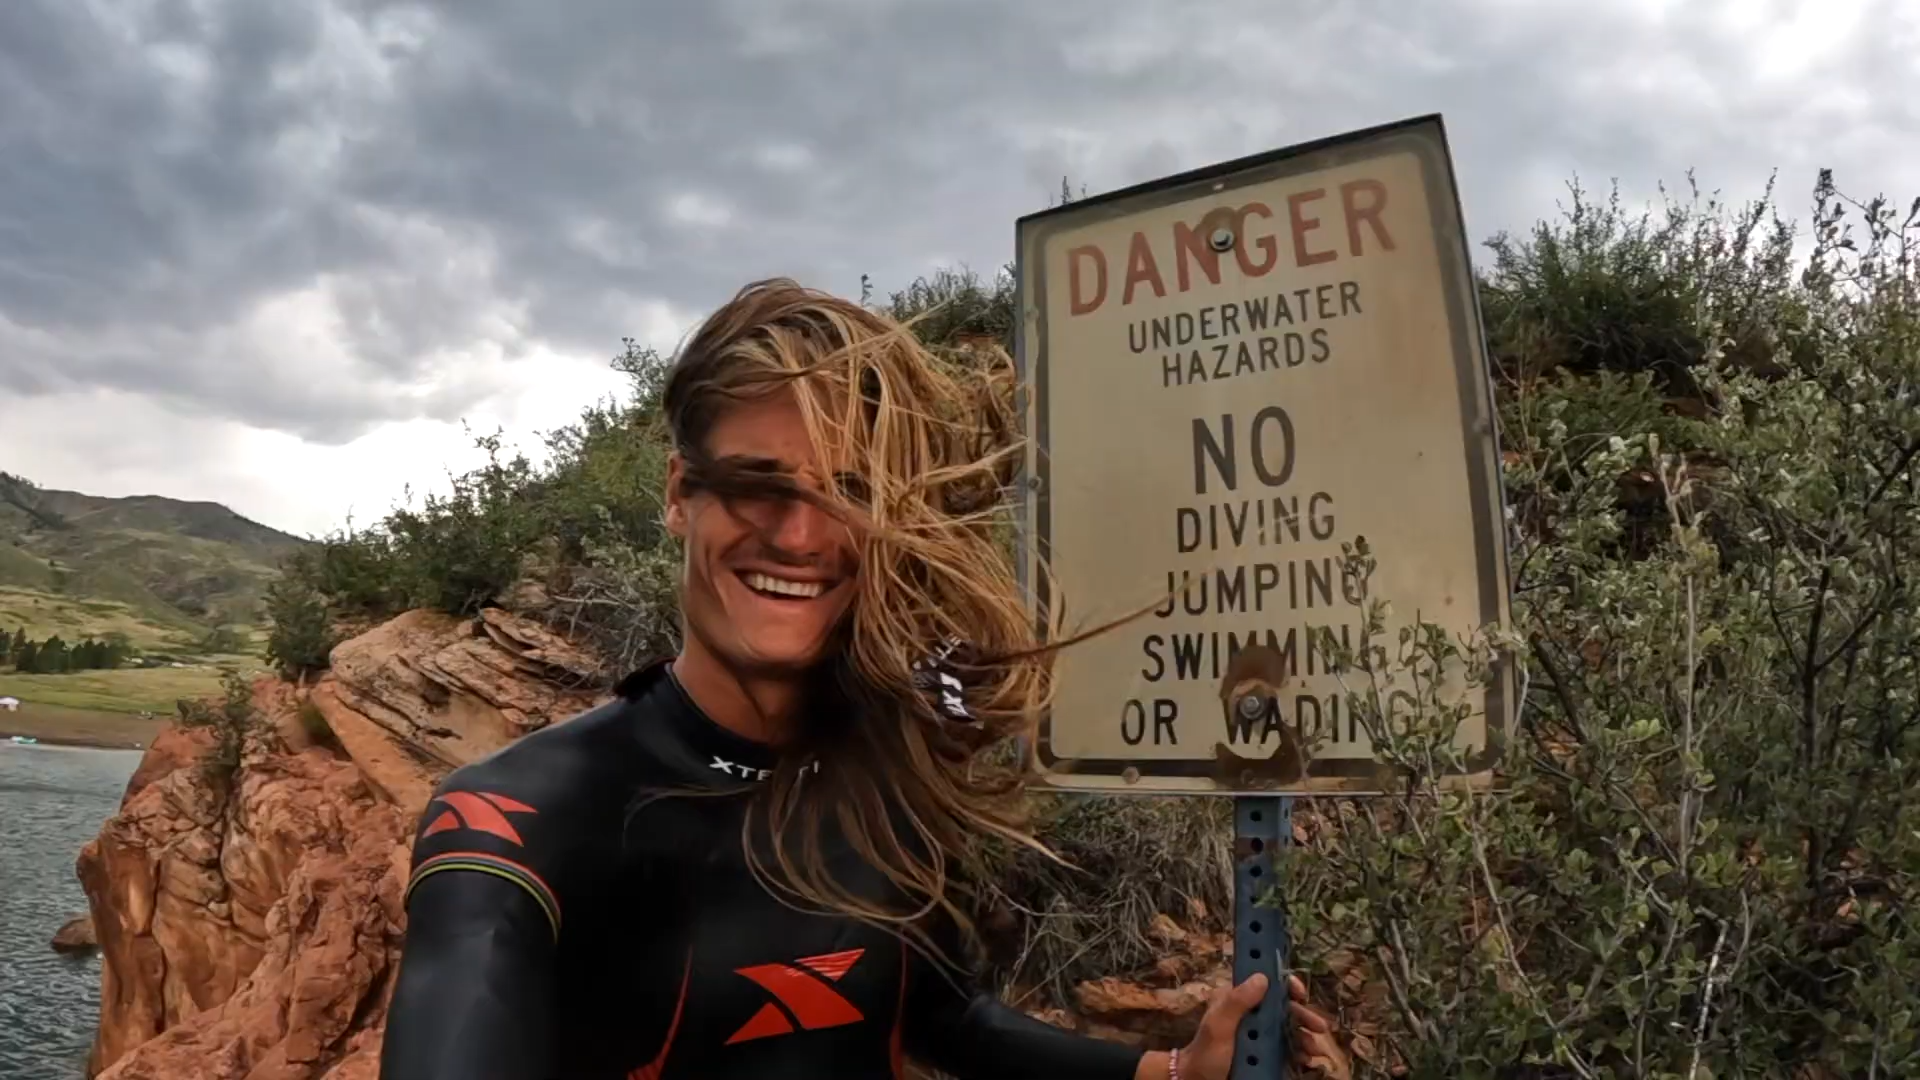 DANGER
UNDERWATER
HAZARDS
NO
DIVING
JUMPING
SWIMMING
OR WADING